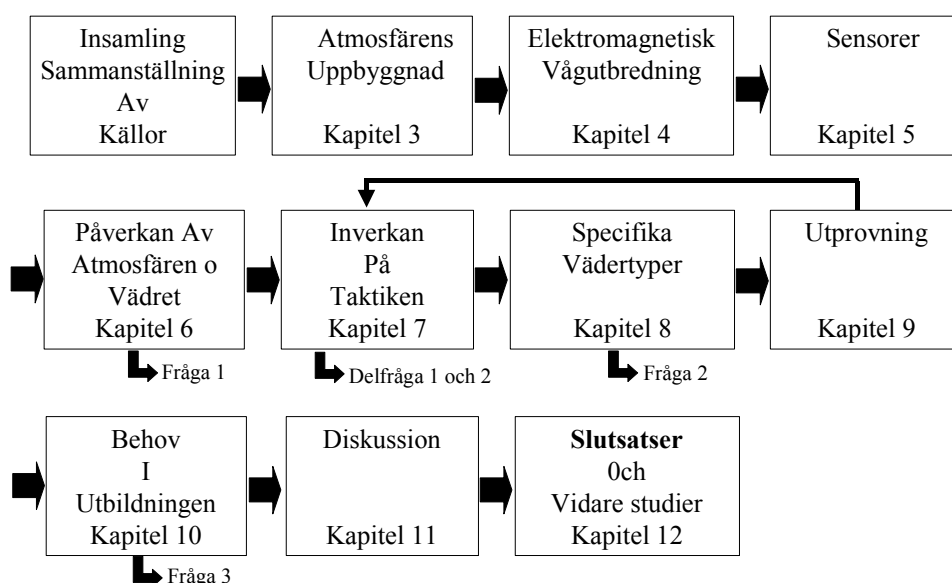 Insamling
Sammanställning
Av
Källor
Atmosfärens
Uppbyggnad
Kapitel 3
Elektromagnetisk
Vågutbredning
Kapitel 4
Sensorer
Kapitel 5
Påverkan Av
Atmosfären o
Vädret
Kapitel 6
Fråga 1
Inverkan
På
Taktiken
Kapitel 7
Delfråga 1 och 2
Specifika
Vädertyper
Kapitel 8
Fråga 2
Utprovning
Kapitel 9
Behov
I
Utbildningen
Kapitel 10
Fråga 3
Diskussion
Kapitel 11
Slutsatser
0ch
Vidare studier
Kapitel 12